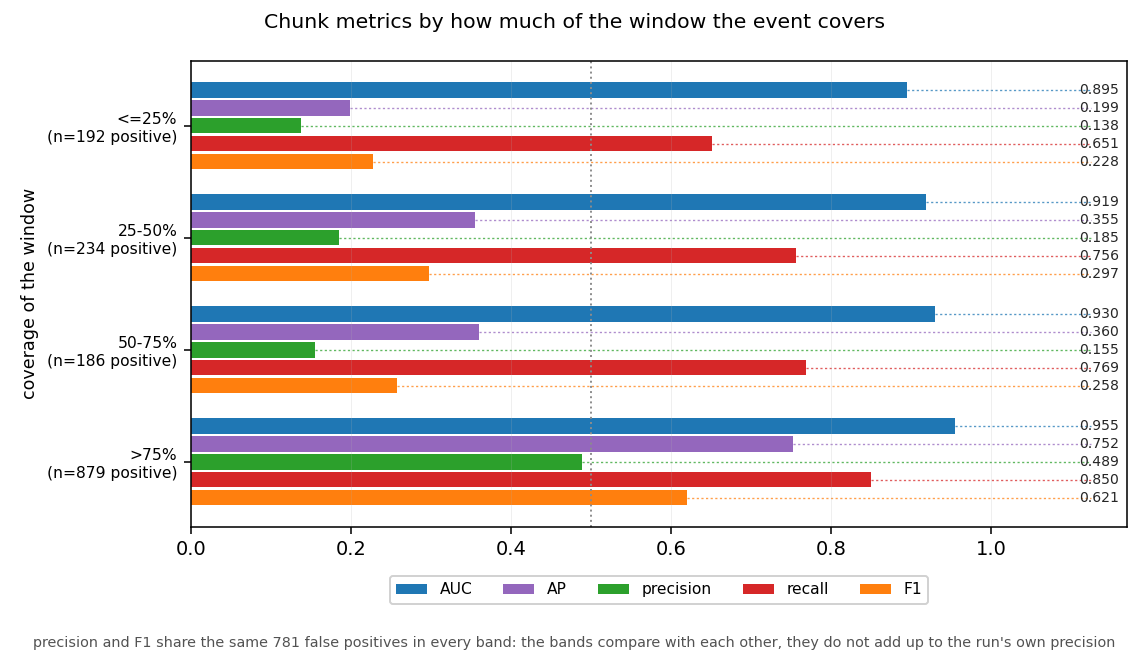 Chunk metrics by how much of the window the event covers
coverage of the window
<=25%
(n=192 positive)
0.895
0.199
0.138
0.651
0.228
25-50%
(n=234 positive)
0.919
0.355
0.185
0.756
0.297
50-75%
(n=186 positive)
0.930
0.360
0.155
0.769
0.258
>75%
(n=879 positive)
0.955
0.752
0.489
0.850
0.621
0.0 0.2 0.4 0.6 0.8 1.0
AUC AP precision recall F1
precision and F1 share the same 781 false positives in every band: the bands compare with each other, they do not add up to the run's own precision